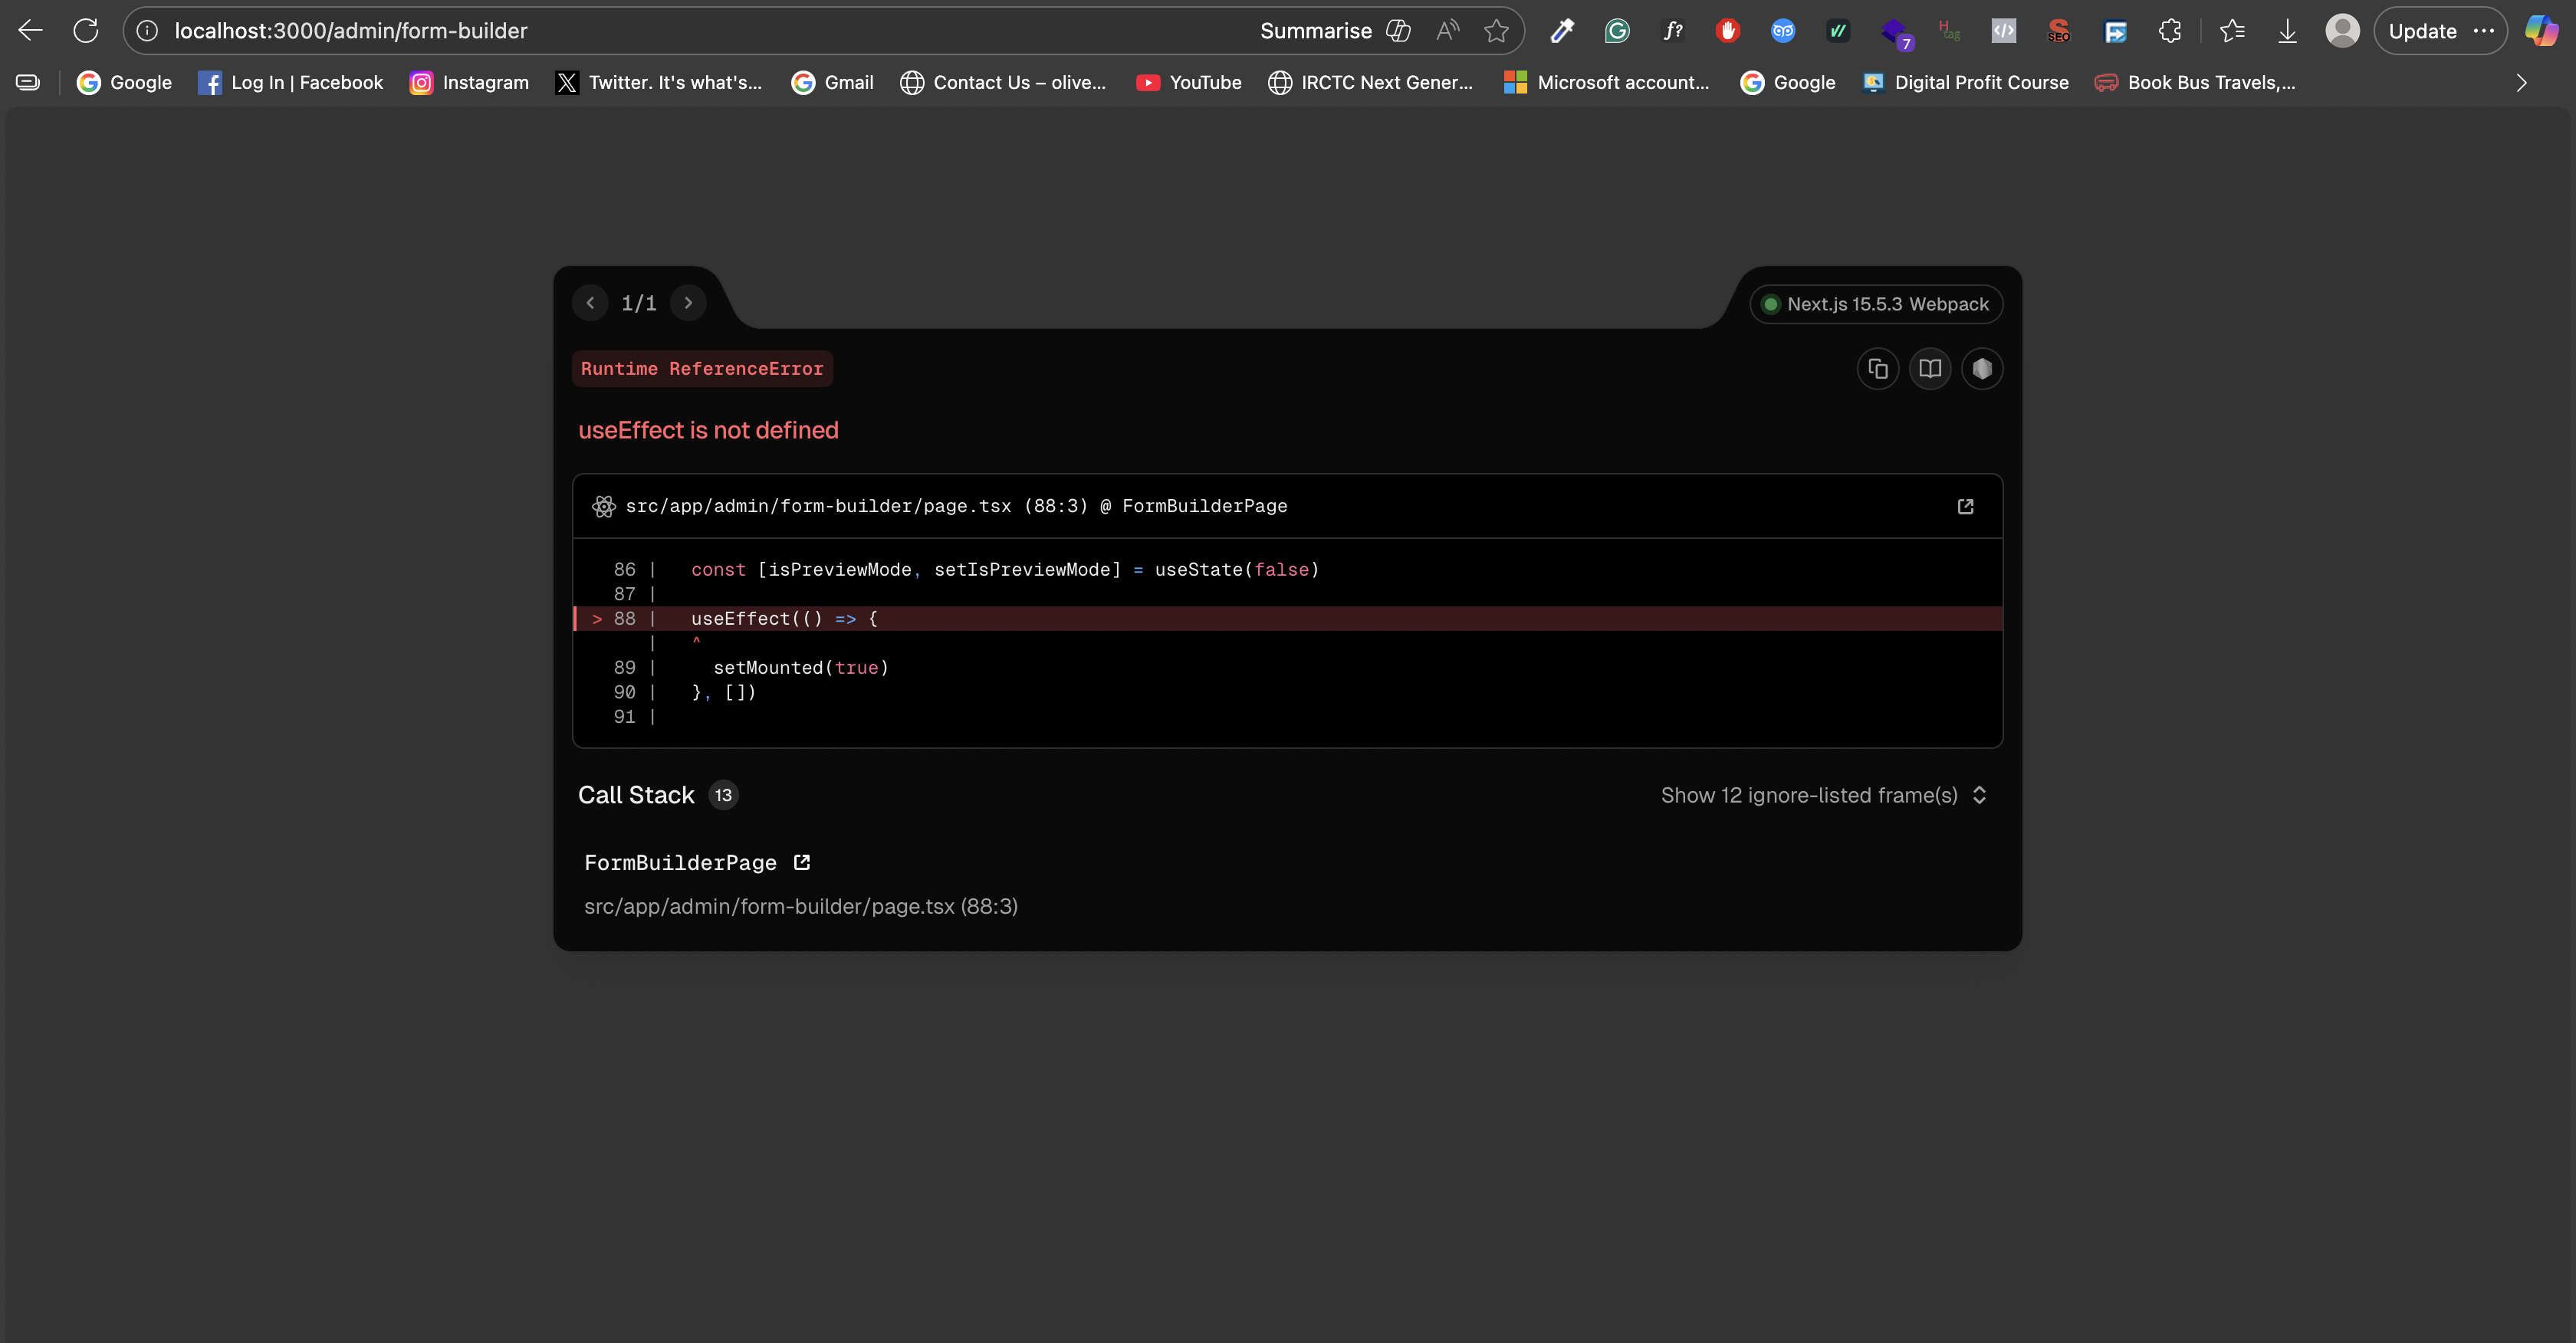 localhost:3000/admin/form-builder
Summarise
Update
Google
Log In | Facebook
Instagram
Twitter. It's what's...
Gmail
Contact Us – olive...
YouTube
IRCTC Next Gener...
Microsoft account...
Google
Digital Profit Course
Book Bus Travels,...
f?
7
H
tag
SEO
1/1
Next.js 15.5.3 Webpack
Runtime ReferenceError
useEffect is not defined
src/app/admin/form-builder/page.tsx (88:3) @ FormBuilderPage
86 | const [isPreviewMode, setIsPreviewMode] = useState(false)
87 |
> 88 | useEffect(() => {
| ^
89 | setMounted(true)
90 | }, [])
91 |
Call Stack 13
Show 12 ignore-listed frame(s)
FormBuilderPage
src/app/admin/form-builder/page.tsx (88:3)